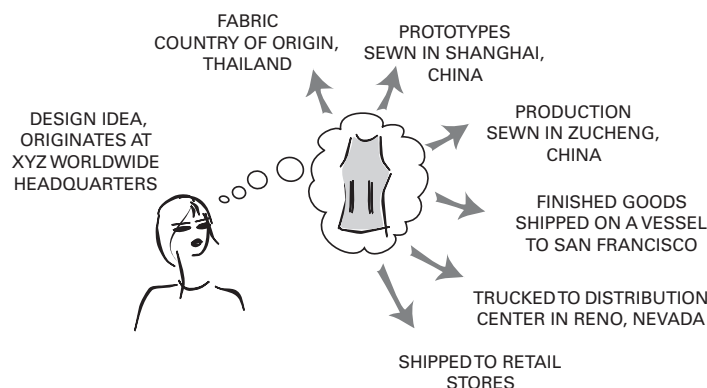 FABRIC
COUNTRY OF ORIGIN,
THAILAND
PROTOTYPES
SEWN IN SHANGHAI,
CHINA
DESIGN IDEA,
ORIGINATES AT
XYZ WORLDWIDE
HEADQUARTERS
PRODUCTION
SEWN IN ZUCHENG,
CHINA
FINISHED GOODS
SHIPPED ON A VESSEL
TO SAN FRANCISCO
TRUCKED TO DISTRIBUTION
CENTER IN RENO, NEVADA
SHIPPED TO RETAIL
STORES